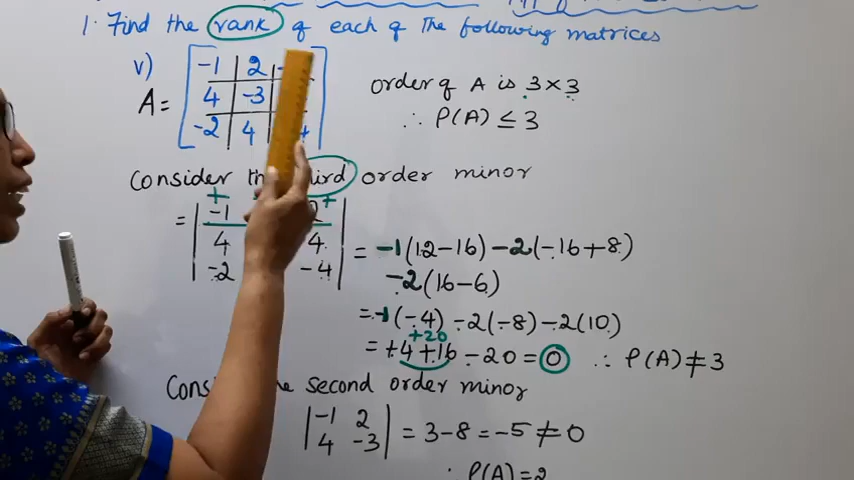 1. Find the rank of each of the following matrices
v)
A = -1 2
4 -3
-2 4
order of A is 3×3
∴ ρ(A) ≤ 3
Consider order minor
= -1
4 4 = -1(12-16) -2(-16+8)
-2 -4 -2(16-6)
= -1(-4) -2(-8) -2(10)
+20
= +4+16 -20 = 0 ∴ ρ(A) ≠ 3
second order minor
-1 2
4 -3 = 3-8 = -5 ≠ 0
∴ ρ(A)=2